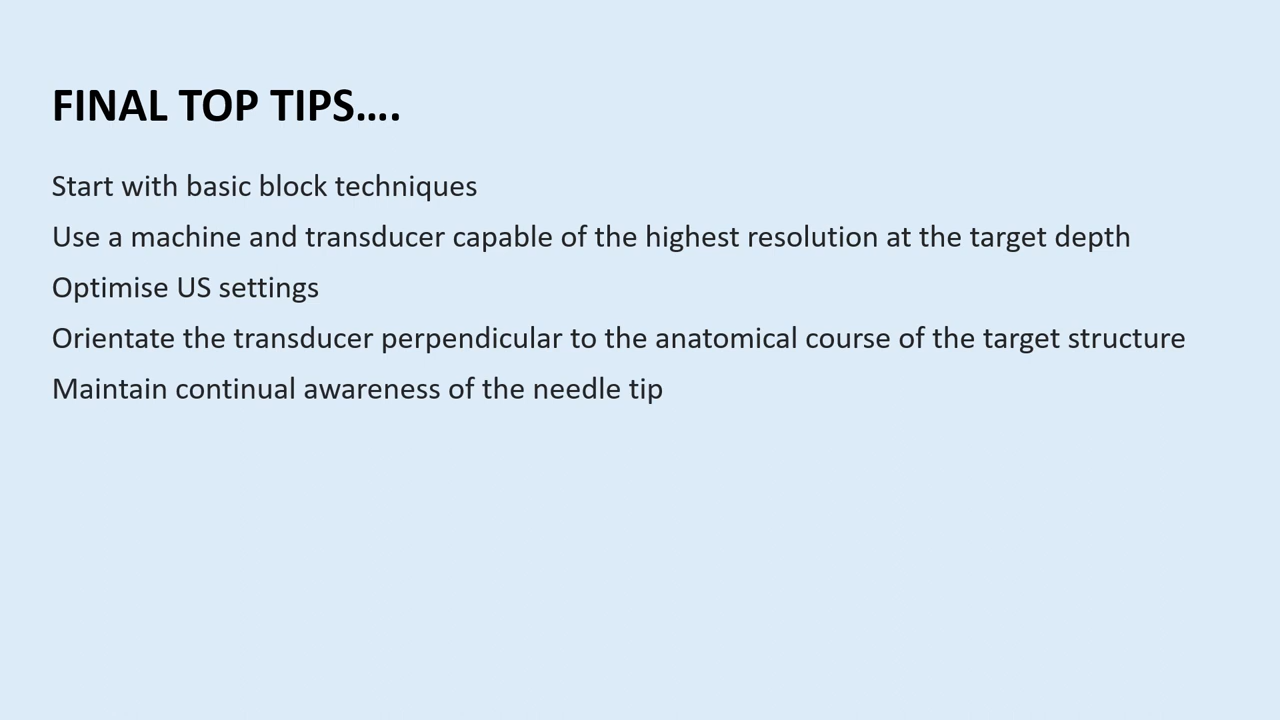 FINAL TOP TIPS....
Start with basic block techniques
Use a machine and transducer capable of the highest resolution at the target depth
Optimise US settings
Orientate the transducer perpendicular to the anatomical course of the target structure
Maintain continual awareness of the needle tip